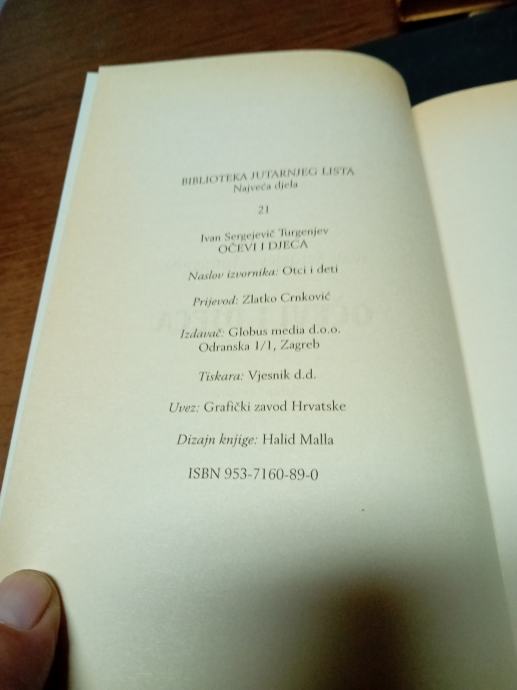 BIBLIOTEKA JUTARNJEG LISTA
Najveća djela
21
Ivan Sergejevič Turgenjev
OČEVI I DJECA
Naslov izvornika: Otci i deti
Prijevod: Zlatko Crnković
Izdavač: Globus media d.o.o.
Odranska 1/1, Zagreb
Tiskara: Vjesnik d.d.
Uvez: Grafički zavod Hrvatske
Dizajn knjige: Halid Malla
ISBN 953-7160-89-0